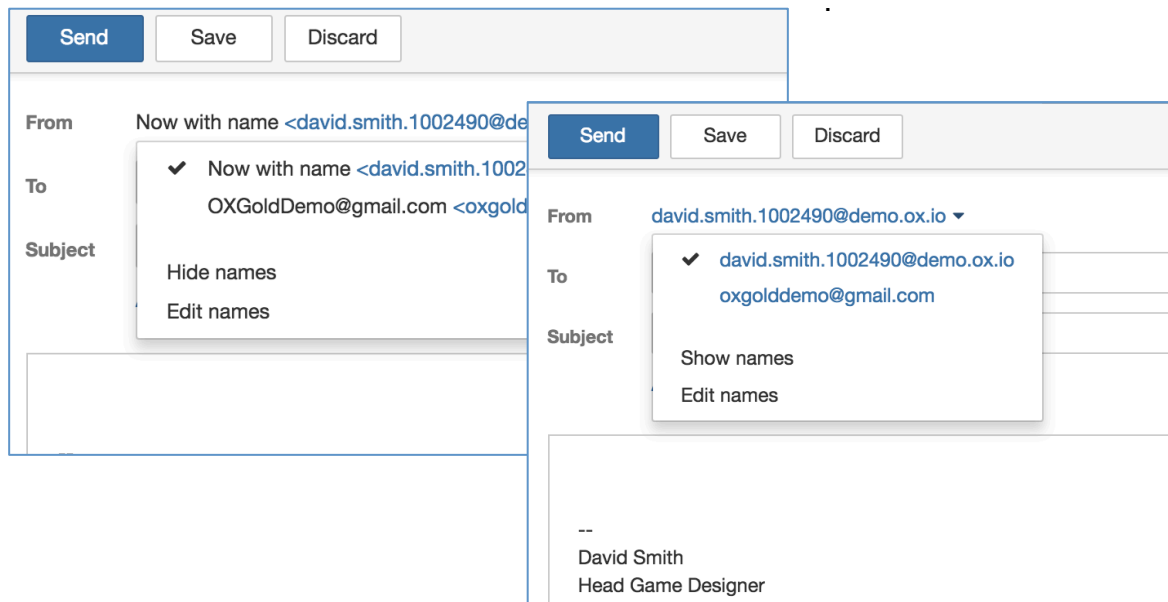 Send Save Discard
From Now with name <david.smith.1002490@de
Now with name <david.smith.1002
To
OXGoldDemo@gmail.com <oxgold
Subject
Hide names
Edit names
Send Save Discard
From david.smith.1002490@demo.ox.io
david.smith.1002490@demo.ox.io
To
oxgolddemo@gmail.com
Subject
Show names
Edit names
--
David Smith
Head Game Designer